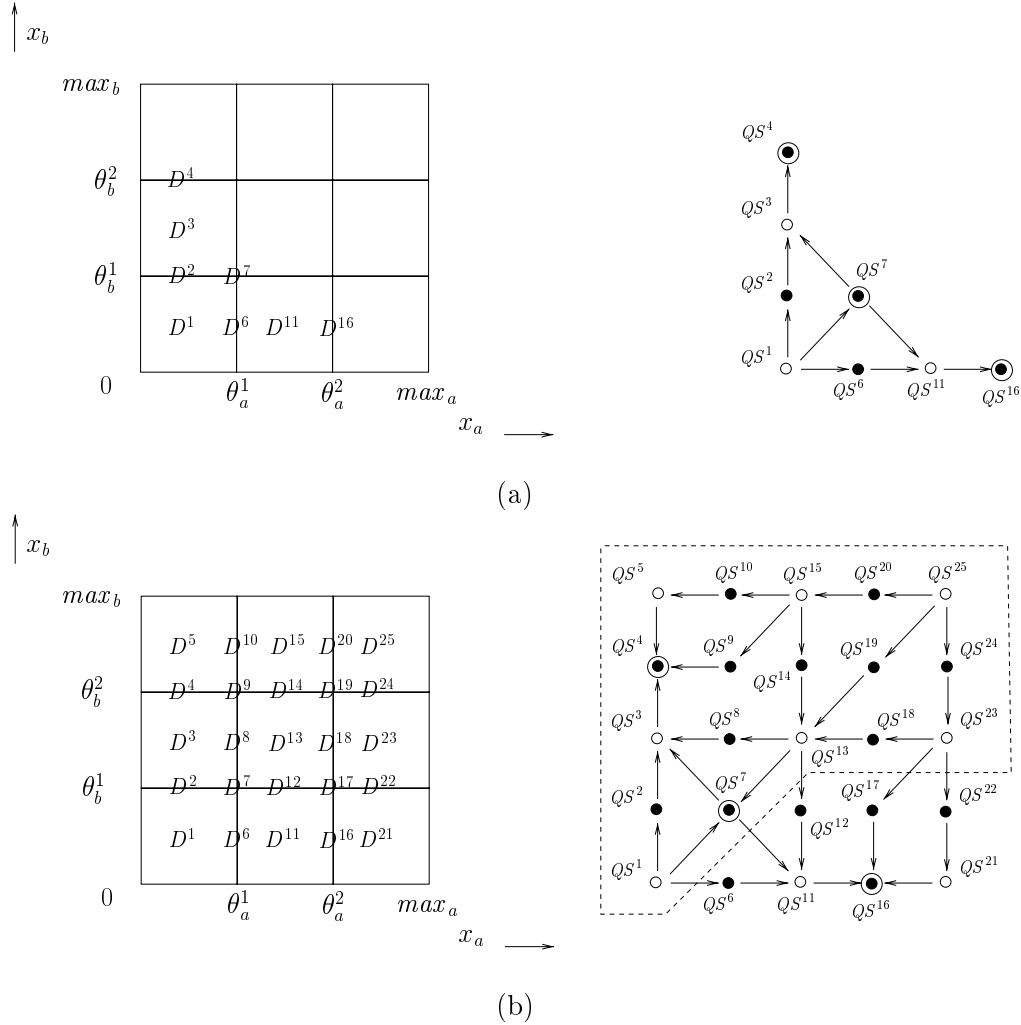 x_b
max_b
QS^4
θ_b^2 D^4
QS^3
D^3
QS^7
θ_b^1 D^2 D^7
QS^2
D^1 D^6 D^11 D^16
QS^1
0 θ_a^1 θ_a^2 max_a
QS^6 QS^11 QS^16
x_a
(a)
x_b
QS^5 QS^10 QS^15 QS^20 QS^25
max_b
D^5 D^10 D^15 D^20 D^25
QS^4 QS^9 QS^19 QS^24
θ_b^2 D^4 D^9 D^14 D^19 D^24
QS^14
QS^3 QS^8 QS^18 QS^23
D^3 D^8 D^13 D^18 D^23
QS^13
θ_b^1 D^2 D^7 D^12 D^17 D^22
QS^2 QS^7 QS^17 QS^22
QS^12
D^1 D^6 D^11 D^16 D^21
QS^1 QS^21
0 θ_a^1 θ_a^2 max_a
QS^6 QS^11 QS^16
x_a
(b)